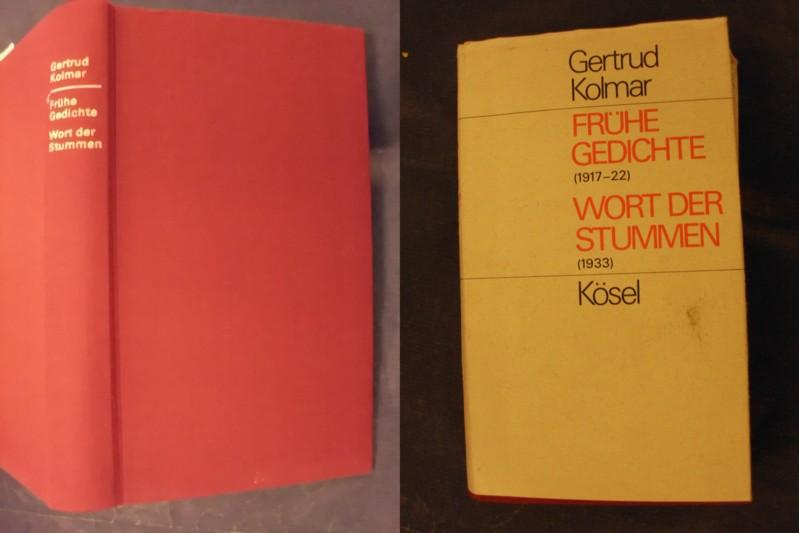 Gertrud
Kolmar
Frühe
Gedichte
Wort der
Stummen
Gertrud
Kolmar
FRÜHE
GEDICHTE
(1917–22)
WORT DER
STUMMEN
(1933)
Kösel